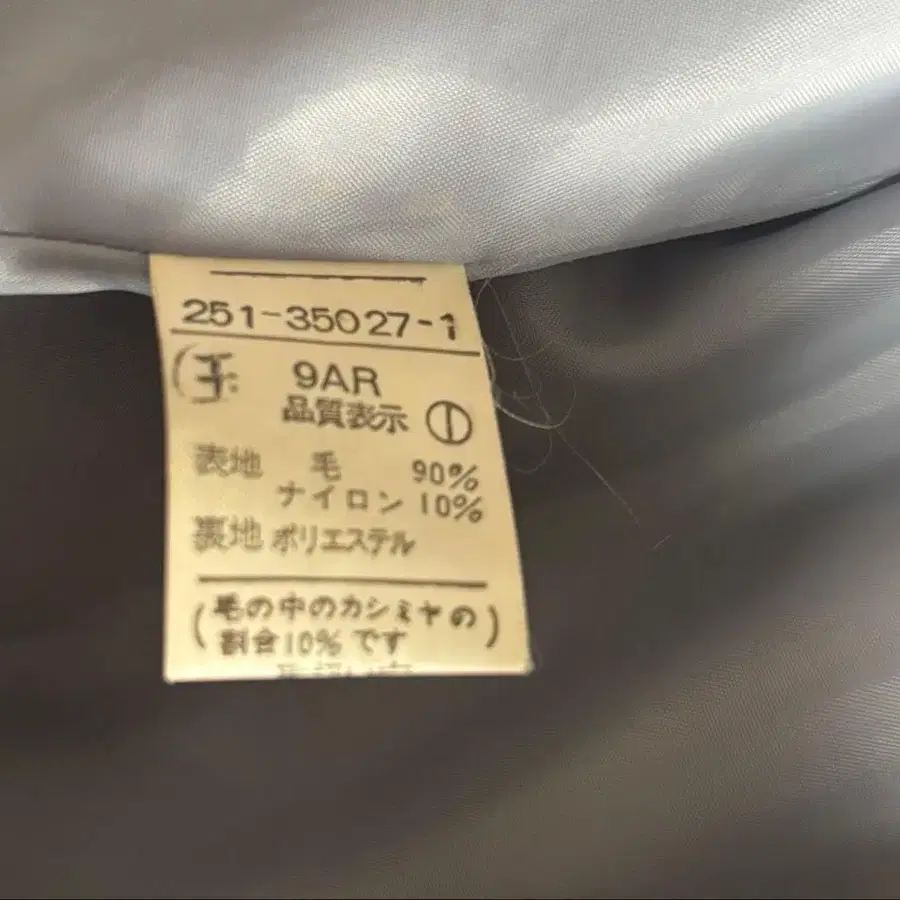 251-35027-1
9AR
品質表示 ①
表地 毛 90%
ナイロン 10%
裏地 ポリエステル
(毛の中のカシミヤの
割合10%です)